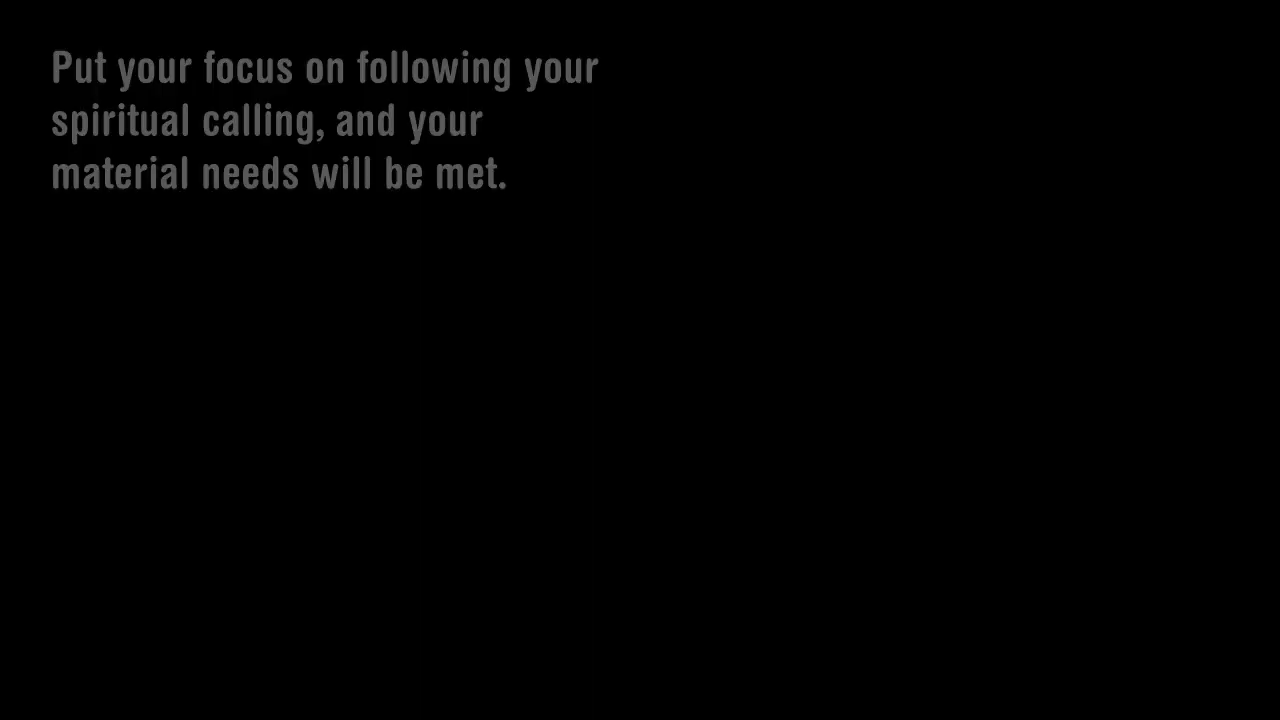 Put your focus on following your
spiritual calling, and your
material needs will be met.